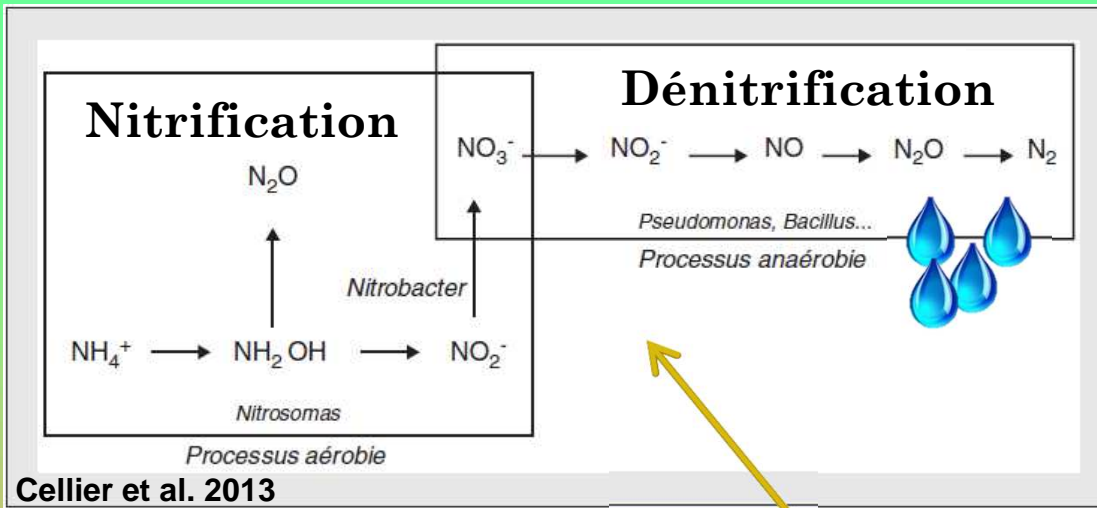 Nitrification
Dénitrification
NO₃⁻ → NO₂⁻ → NO → N₂O → N₂
N₂O
Pseudomonas, Bacillus...
Processus anaérobie
Nitrobacter
NH₄⁺ → NH₂ OH → NO₂⁻
Nitrosomas
Processus aérobie
Cellier et al. 2013